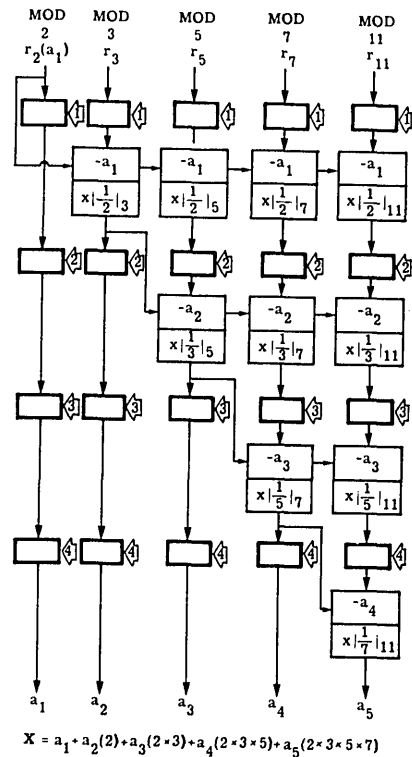 MOD MOD MOD MOD MOD
2 3 5 7 11
r₂(a₁) r₃ r₅ r₇ r₁₁
1 1 1 1 1
-a₁ -a₁ -a₁ -a₁
x|1/2|₃ x|1/2|₅ x|1/2|₇ x|1/2|₁₁
2 2 2 2 2
-a₂ -a₂ -a₂
x|1/3|₅ x|1/3|₇ x|1/3|₁₁
3 3 3 3 3
-a₃ -a₃
x|1/5|₇ x|1/5|₁₁
4 4 4 4 4
-a₄
x|1/7|₁₁
a₁ a₂ a₃ a₄ a₅
X = a₁+a₂(2)+a₃(2×3)+a₄(2×3×5)+a₅(2×3×5×7)